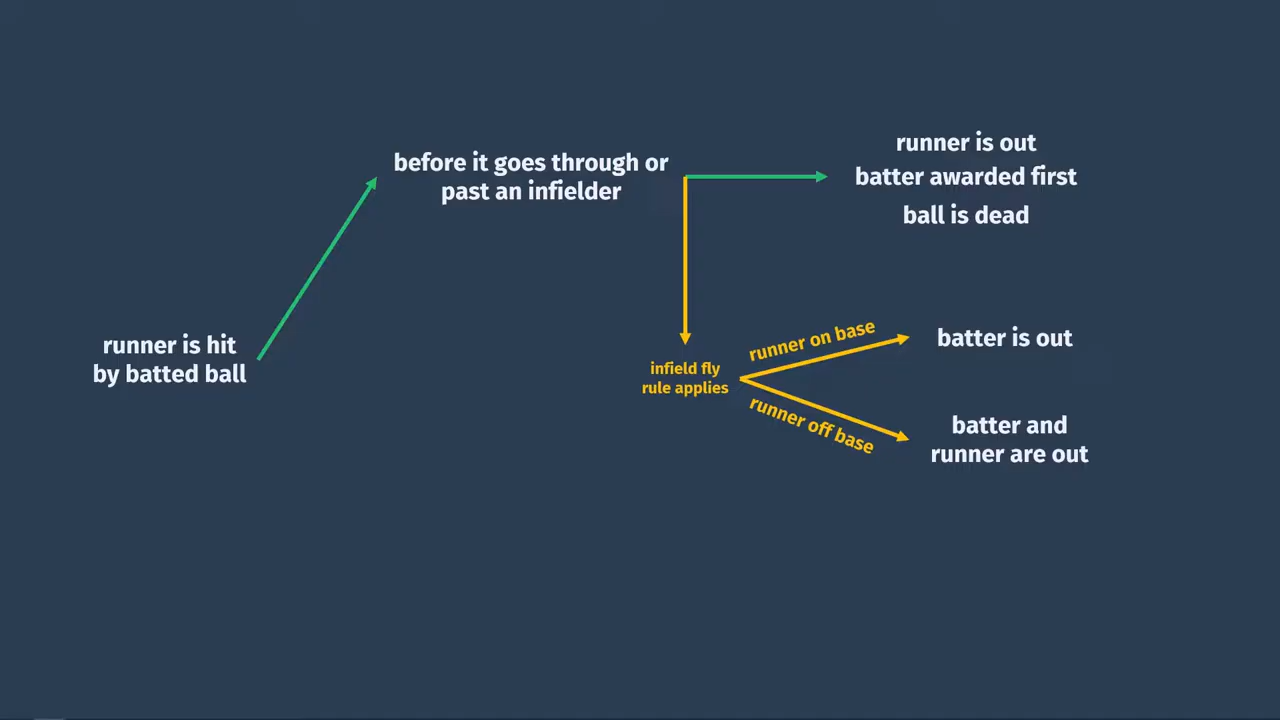 runner is hit
by batted ball
before it goes through or
past an infielder
runner is out
batter awarded first
ball is dead
infield fly
rule applies
runner on base
batter is out
runner off base
batter and
runner are out